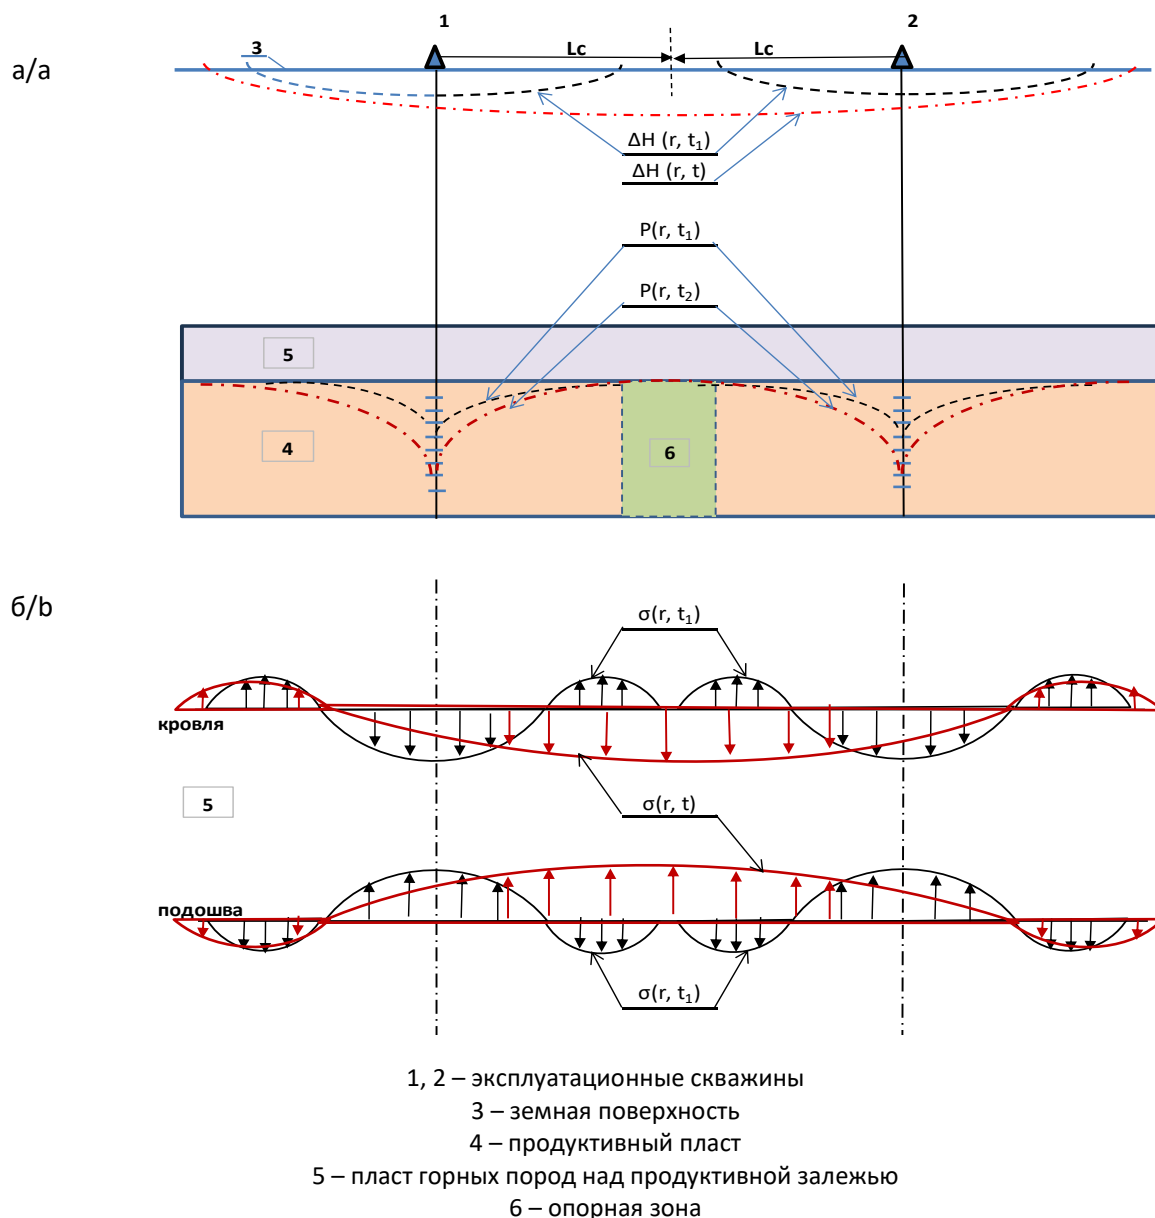 1
2
3
Lc
Lc
а/a
ΔH (r, t₁)
ΔH (r, t)
P(r, t₁)
P(r, t₂)
5
4
6
б/b
σ(r, t₁)
кровля
5
σ(r, t)
подошва
σ(r, t₁)
1, 2 – эксплуатационные скважины
3 – земная поверхность
4 – продуктивный пласт
5 – пласт горных пород над продуктивной залежью
6 – опорная зона